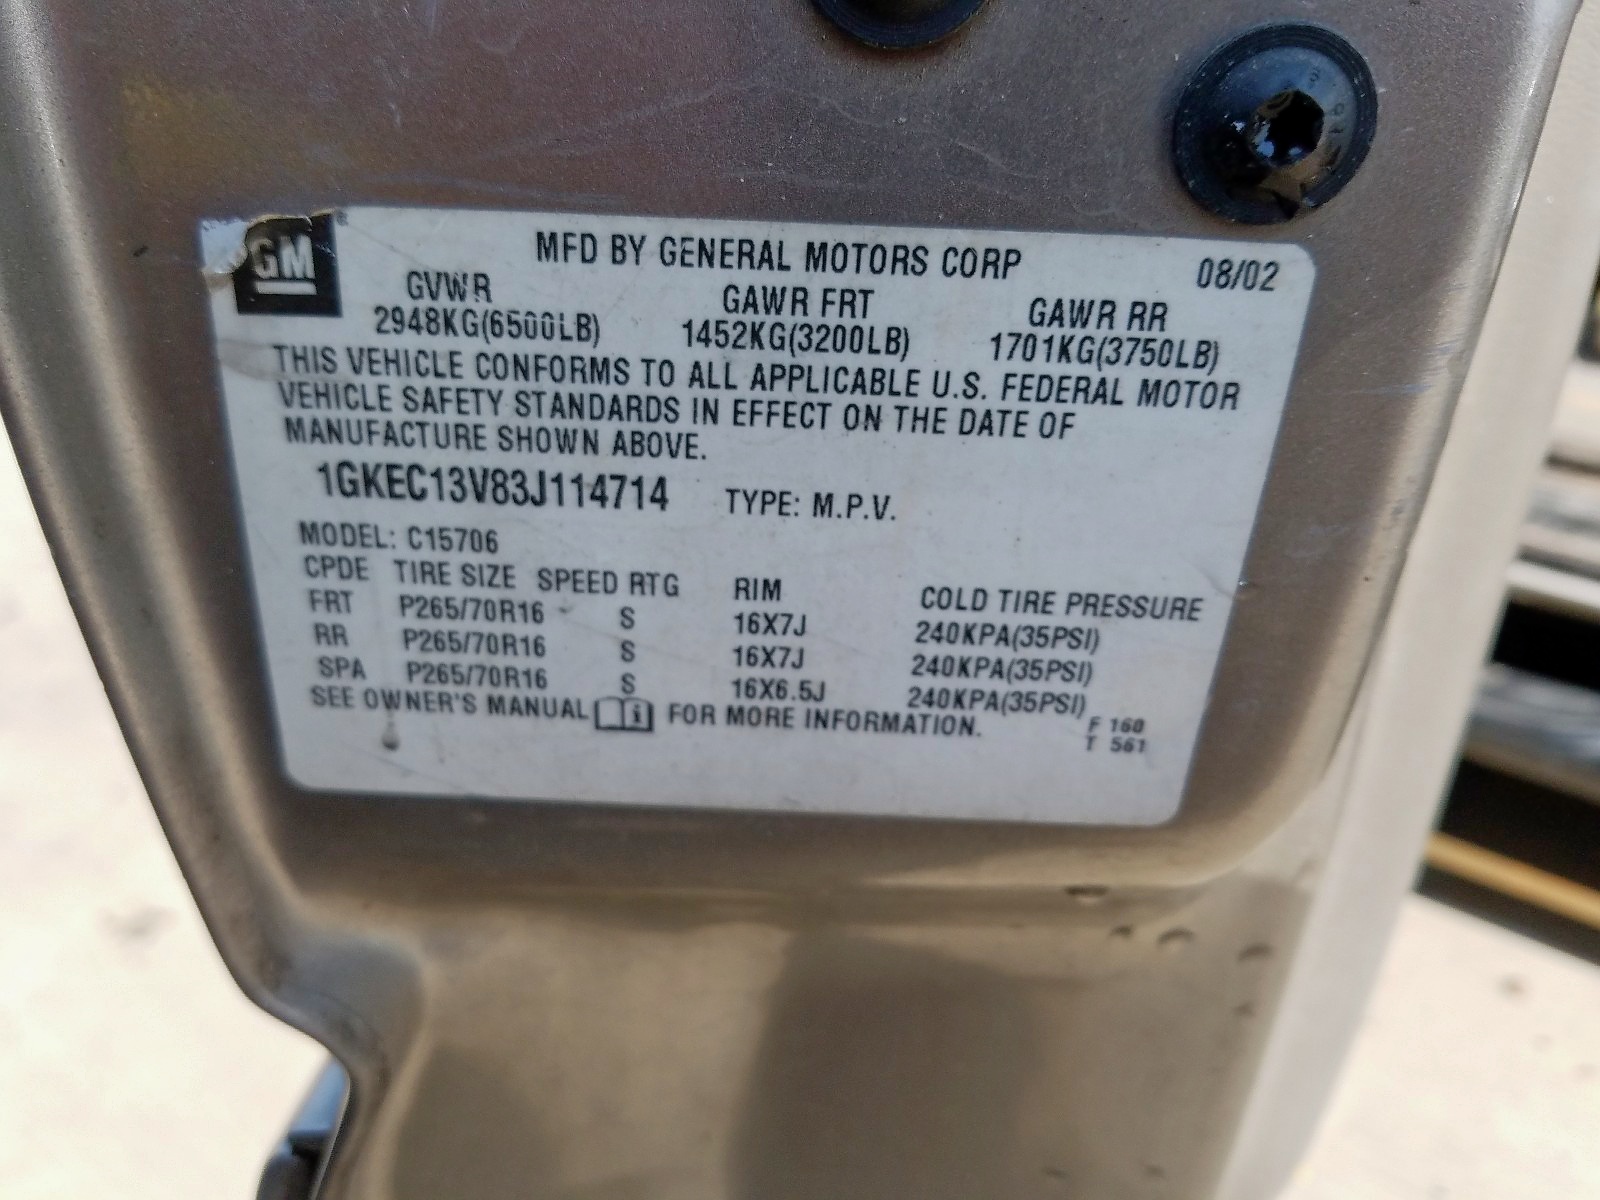 GM
MFD BY GENERAL MOTORS CORP 08/02
GVWR GAWR FRT GAWR RR
2948KG(6500LB) 1452KG(3200LB) 1701KG(3750LB)
THIS VEHICLE CONFORMS TO ALL APPLICABLE U.S. FEDERAL MOTOR
VEHICLE SAFETY STANDARDS IN EFFECT ON THE DATE OF
MANUFACTURE SHOWN ABOVE.
1GKEC13V83J114714 TYPE: M.P.V.
MODEL: C15706
CPDE TIRE SIZE SPEED RTG RIM COLD TIRE PRESSURE
FRT P265/70R16 S 16X7J 240KPA(35PSI)
RR P265/70R16 S 16X7J 240KPA(35PSI)
SPA P265/70R16 S 16X6.5J 240KPA(35PSI)
SEE OWNER'S MANUAL FOR MORE INFORMATION.
F 160
T 561